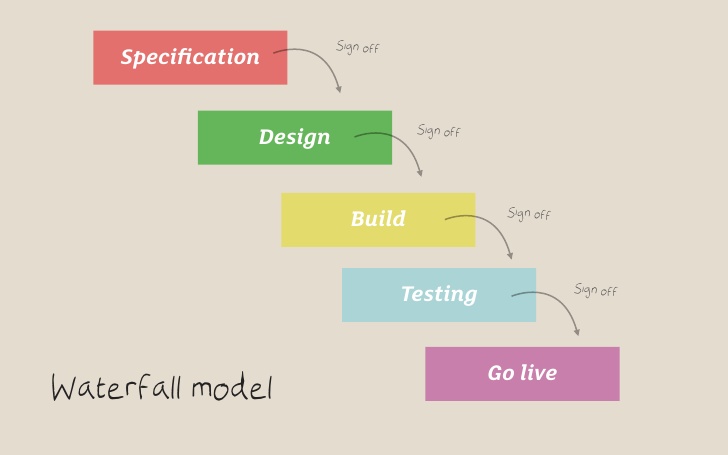 Specification
Sign off
Design
Sign off
Build
Sign off
Testing
Sign off
Go live
Waterfall model